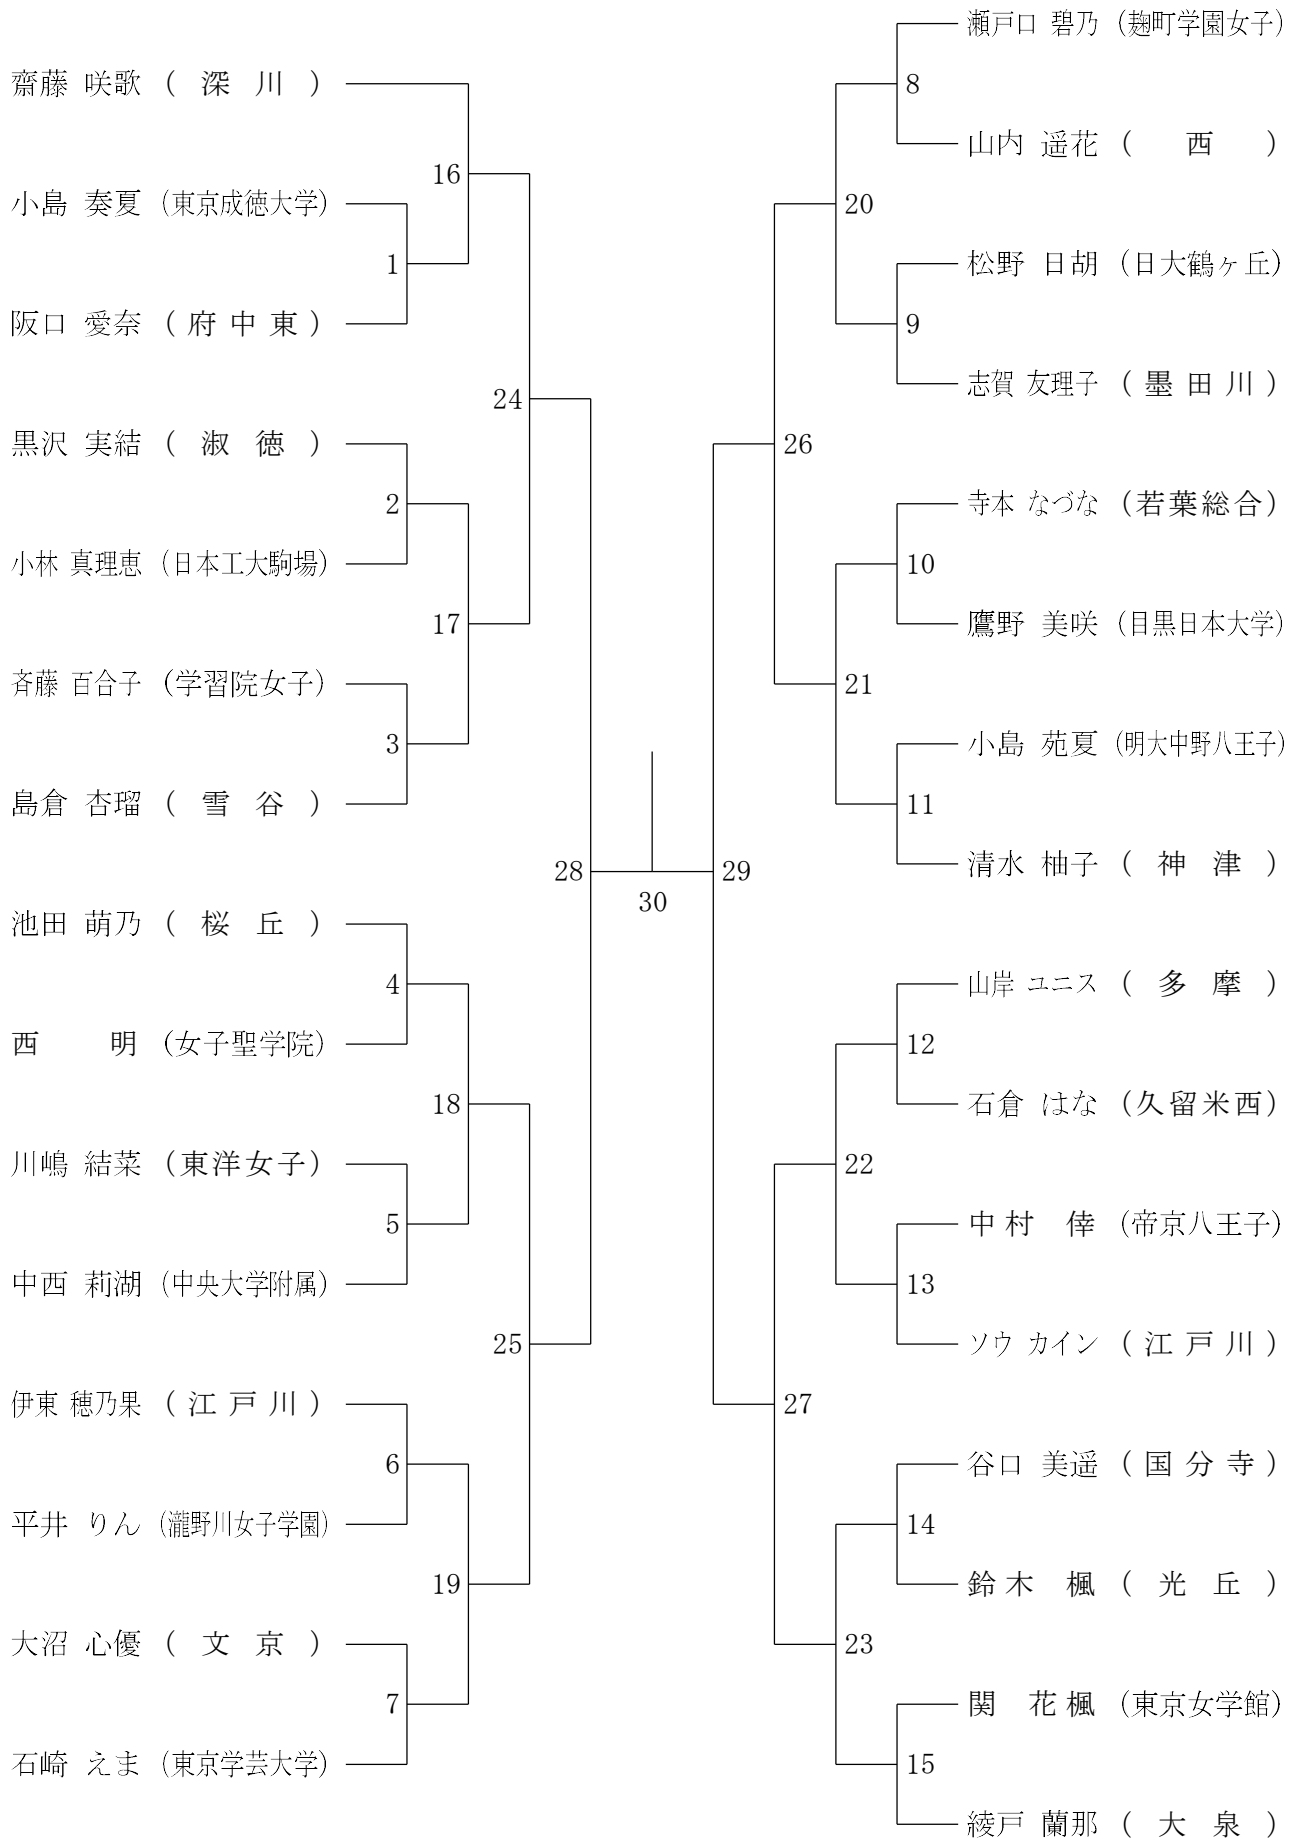 齋藤 咲歌 ( 深 川 )
小島 奏夏 (東京成徳大学)
阪口 愛奈 ( 府 中 東 )
黒沢 実結 ( 淑 徳 )
小林 真理恵 (日本工大駒場)
斉藤 百合子 (学習院女子)
島倉 杏瑠 ( 雪 谷 )
池田 萌乃 ( 桜 丘 )
西 明 (女子聖学院)
川嶋 結菜 (東洋女子)
中西 莉湖 (中央大学附属)
伊東 穂乃果 ( 江 戸 川 )
平井 りん (瀧野川女子学園)
大沼 心優 ( 文 京 )
石崎 えま (東京学芸大学)
1
2
3
4
5
6
7
16
17
18
19
24
25
28
30
29
26
27
20
21
22
23
8
9
10
11
12
13
14
15
瀬戸口 碧乃 (麹町学園女子)
山内 遥花 ( 西 )
松野 日胡 (日大鶴ヶ丘)
志賀 友理子 ( 墨 田 川 )
寺本 なづな (若葉総合)
鷹野 美咲 (目黒日本大学)
小島 苑夏 (明大中野八王子)
清水 柚子 ( 神 津 )
山岸 ユニス ( 多 摩 )
石倉 はな (久留米西)
中村 倖 (帝京八王子)
ソウ カイン ( 江 戸 川 )
谷口 美遥 ( 国 分 寺 )
鈴木 楓 ( 光 丘 )
関 花楓 (東京女学館)
綾戸 蘭那 ( 大 泉 )